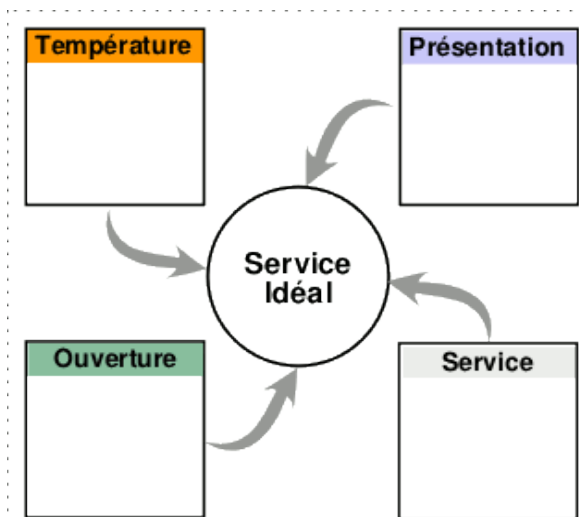 Température
Présentation
Service
Idéal
Ouverture
Service